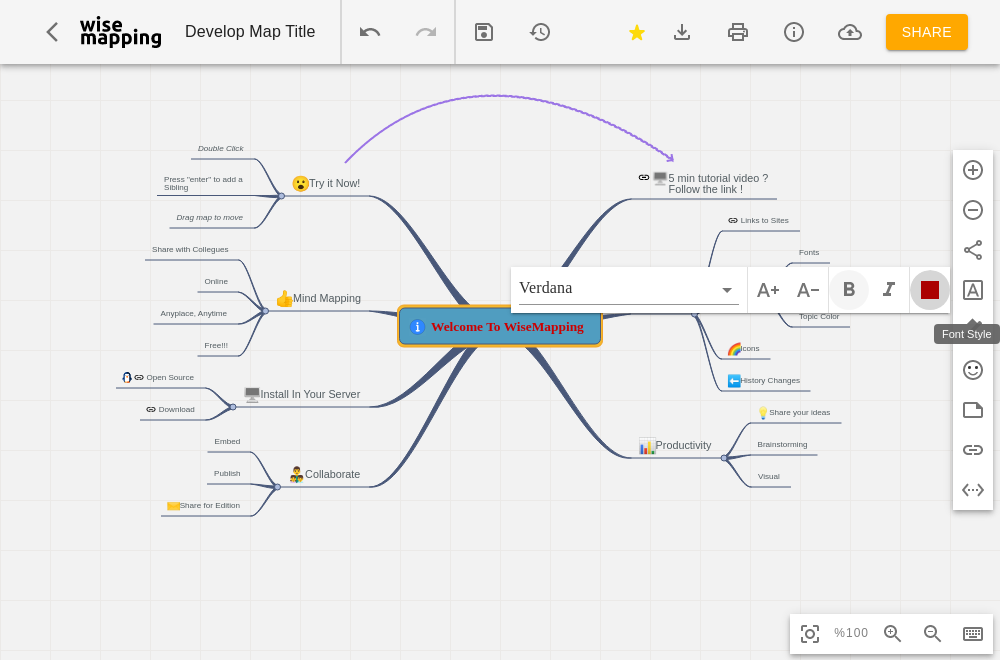 wise
mapping
Develop Map Title
SHARE
Double Click
Press "enter" to add a
Sibling
Drag map to move
Try it Now!
5 min tutorial video ?
Follow the link !
Links to Sites
Fonts
Share with Collegues
Online
Anyplace, Anytime
Free!!!
Mind Mapping
Verdana
A+
A−
B
I
A
Topic Color
Font Style
Welcome To WiseMapping
Icons
History Changes
Open Source
Download
Install In Your Server
Share your ideas
Brainstorming
Visual
Productivity
Embed
Publish
Share for Edition
Collaborate
%100